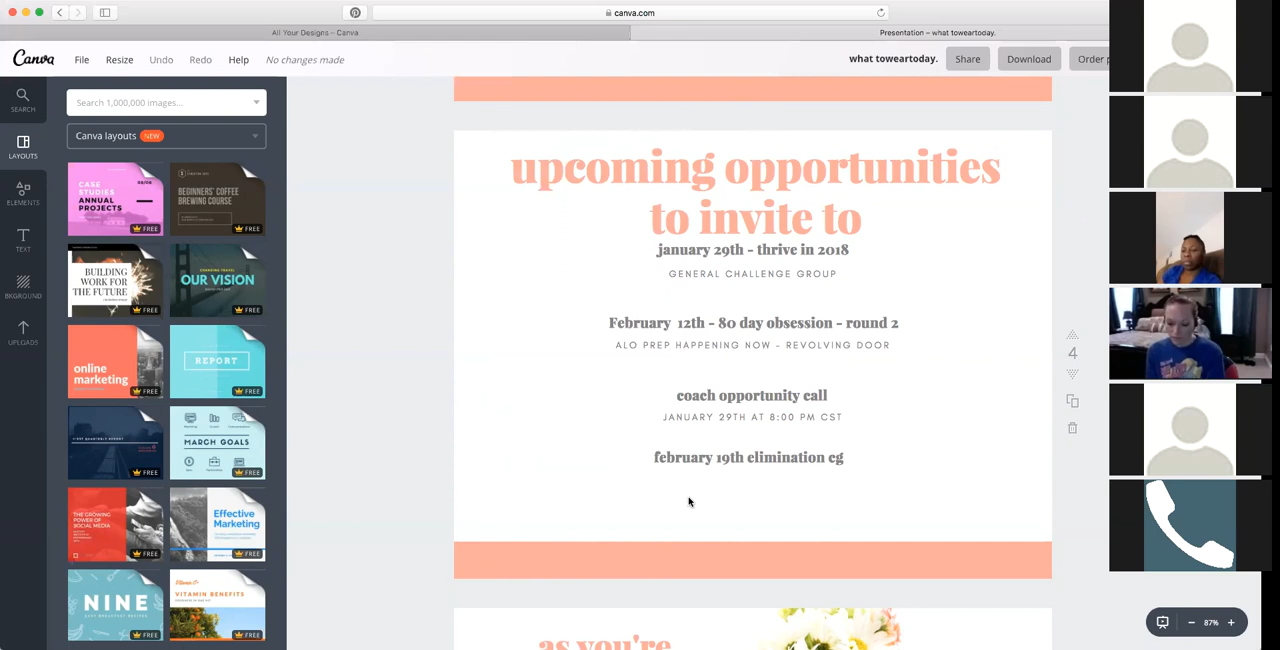 canva.com
All Your Designs – Canva
Presentation – what toweartoday.
Canva
File
Resize
Undo
Redo
Help
No changes made
what toweartoday.
Share
Download
Order
SEARCH
LAYOUTS
ELEMENTS
TEXT
BKGROUND
UPLOADS
Search 1,000,000 images...
Canva layouts NEW
CASE
STUDIES
ANNUAL
PROJECTS
FREE
BEGINNERS' COFFEE
BREWING COURSE
FREE
BUILDING
WORK FOR
THE FUTURE
FREE
OUR VISION
FREE
online
marketing
FREE
REPORT
FREE
FREE
MARCH GOALS
FREE
THE GROWING
POWER OF
SOCIAL MEDIA
FREE
Effective
Marketing
FREE
NINE
FREE
VITAMIN BENEFITS
FREE
upcoming opportunities
to invite to
january 29th - thrive in 2018
GENERAL CHALLENGE GROUP
February 12th - 80 day obsession - round 2
ALO PREP HAPPENING NOW - REVOLVING DOOR
coach opportunity call
JANUARY 29TH AT 8:00 PM CST
february 19th elimination cg
as you're
4
87%